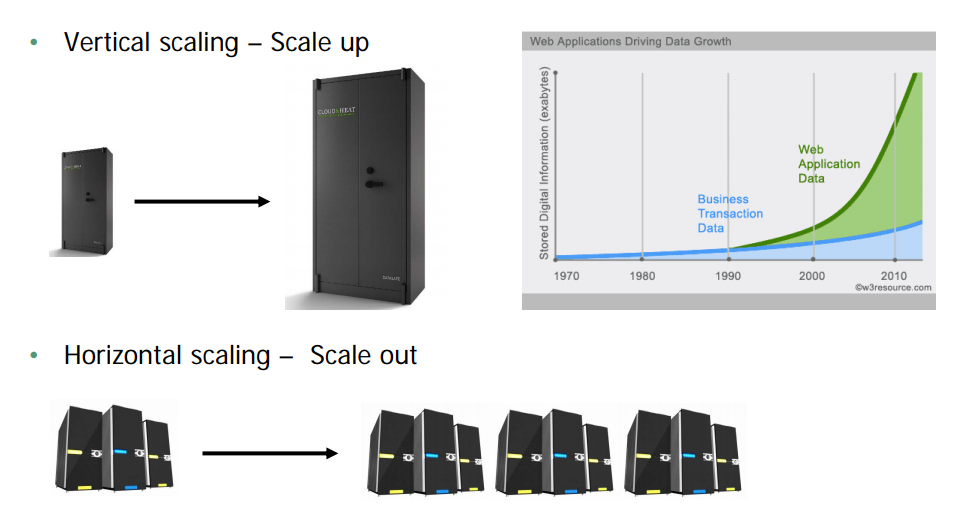 • Vertical scaling – Scale up
CLOUD&HEAT
DATASAFE
Web Applications Driving Data Growth
Stored Digital Information (exabytes)
Web
Application
Data
Business
Transaction
Data
1970 1980 1990 2000 2010
©w3resource.com
• Horizontal scaling – Scale out